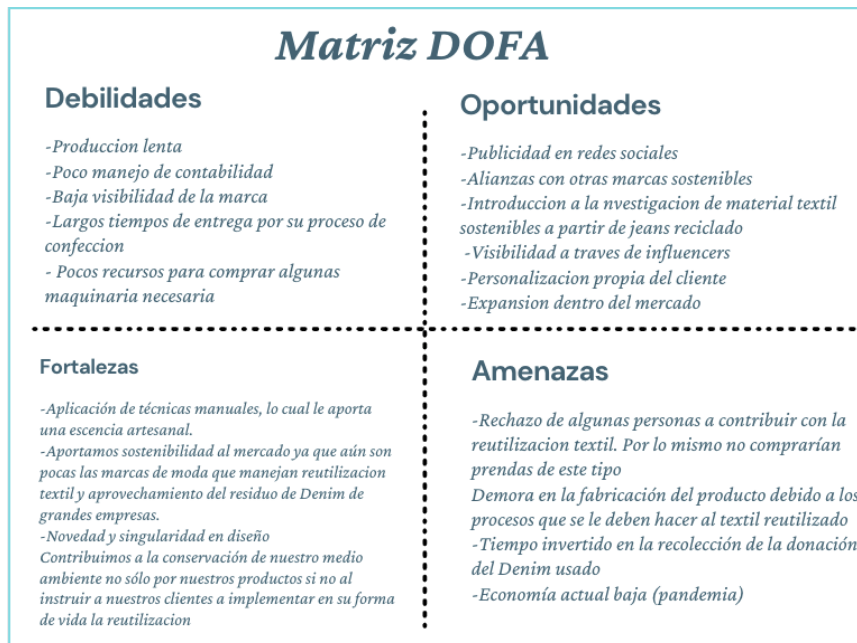 Matriz DOFA
Debilidades
-Produccion lenta
-Poco manejo de contabilidad
-Baja visibilidad de la marca
-Largos tiempos de entrega por su proceso de
confeccion
- Pocos recursos para comprar algunas
maquinaria necesaria
Oportunidades
-Publicidad en redes sociales
-Alianzas con otras marcas sostenibles
-Introduccion a la nvestigacion de material textil
sostenibles a partir de jeans reciclado
-Visibilidad a traves de influencers
-Personalizacion propia del cliente
-Expansion dentro del mercado
Fortalezas
-Aplicación de técnicas manuales, lo cual le aporta
una escencia artesanal.
-Aportamos sostenibilidad al mercado ya que aún son
pocas las marcas de moda que manejan reutilizacion
textil y aprovechamiento del residuo de Denim de
grandes empresas.
-Novedad y singularidad en diseño
Contribuimos a la conservación de nuestro medio
ambiente no sólo por nuestros productos si no al
instruir a nuestros clientes a implementar en su forma
de vida la reutilizacion
Amenazas
-Rechazo de algunas personas a contribuir con la
reutilizacion textil. Por lo mismo no comprarían
prendas de este tipo
Demora en la fabricación del producto debido a los
procesos que se le deben hacer al textil reutilizado
-Tiempo invertido en la recolección de la donación
del Denim usado
-Economía actual baja (pandemia)